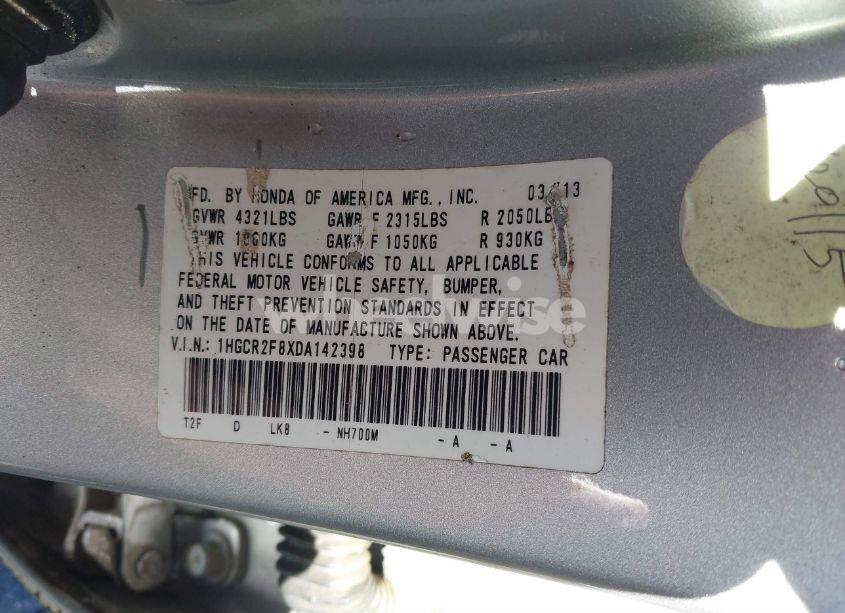 MFD. BY HONDA OF AMERICA MFG., INC. 03/13
GVWR 4321LBS GAWR F 2315LBS R 2050LBS
GVWR 1960KG GAWR F 1050KG R 930KG
THIS VEHICLE CONFORMS TO ALL APPLICABLE
FEDERAL MOTOR VEHICLE SAFETY, BUMPER,
AND THEFT PREVENTION STANDARDS IN EFFECT
ON THE DATE OF MANUFACTURE SHOWN ABOVE.
V.I.N.: 1HGCR2F8XDA142398 TYPE: PASSENGER CAR
T2F D LK8 - NH700M - A - A
wheelwise